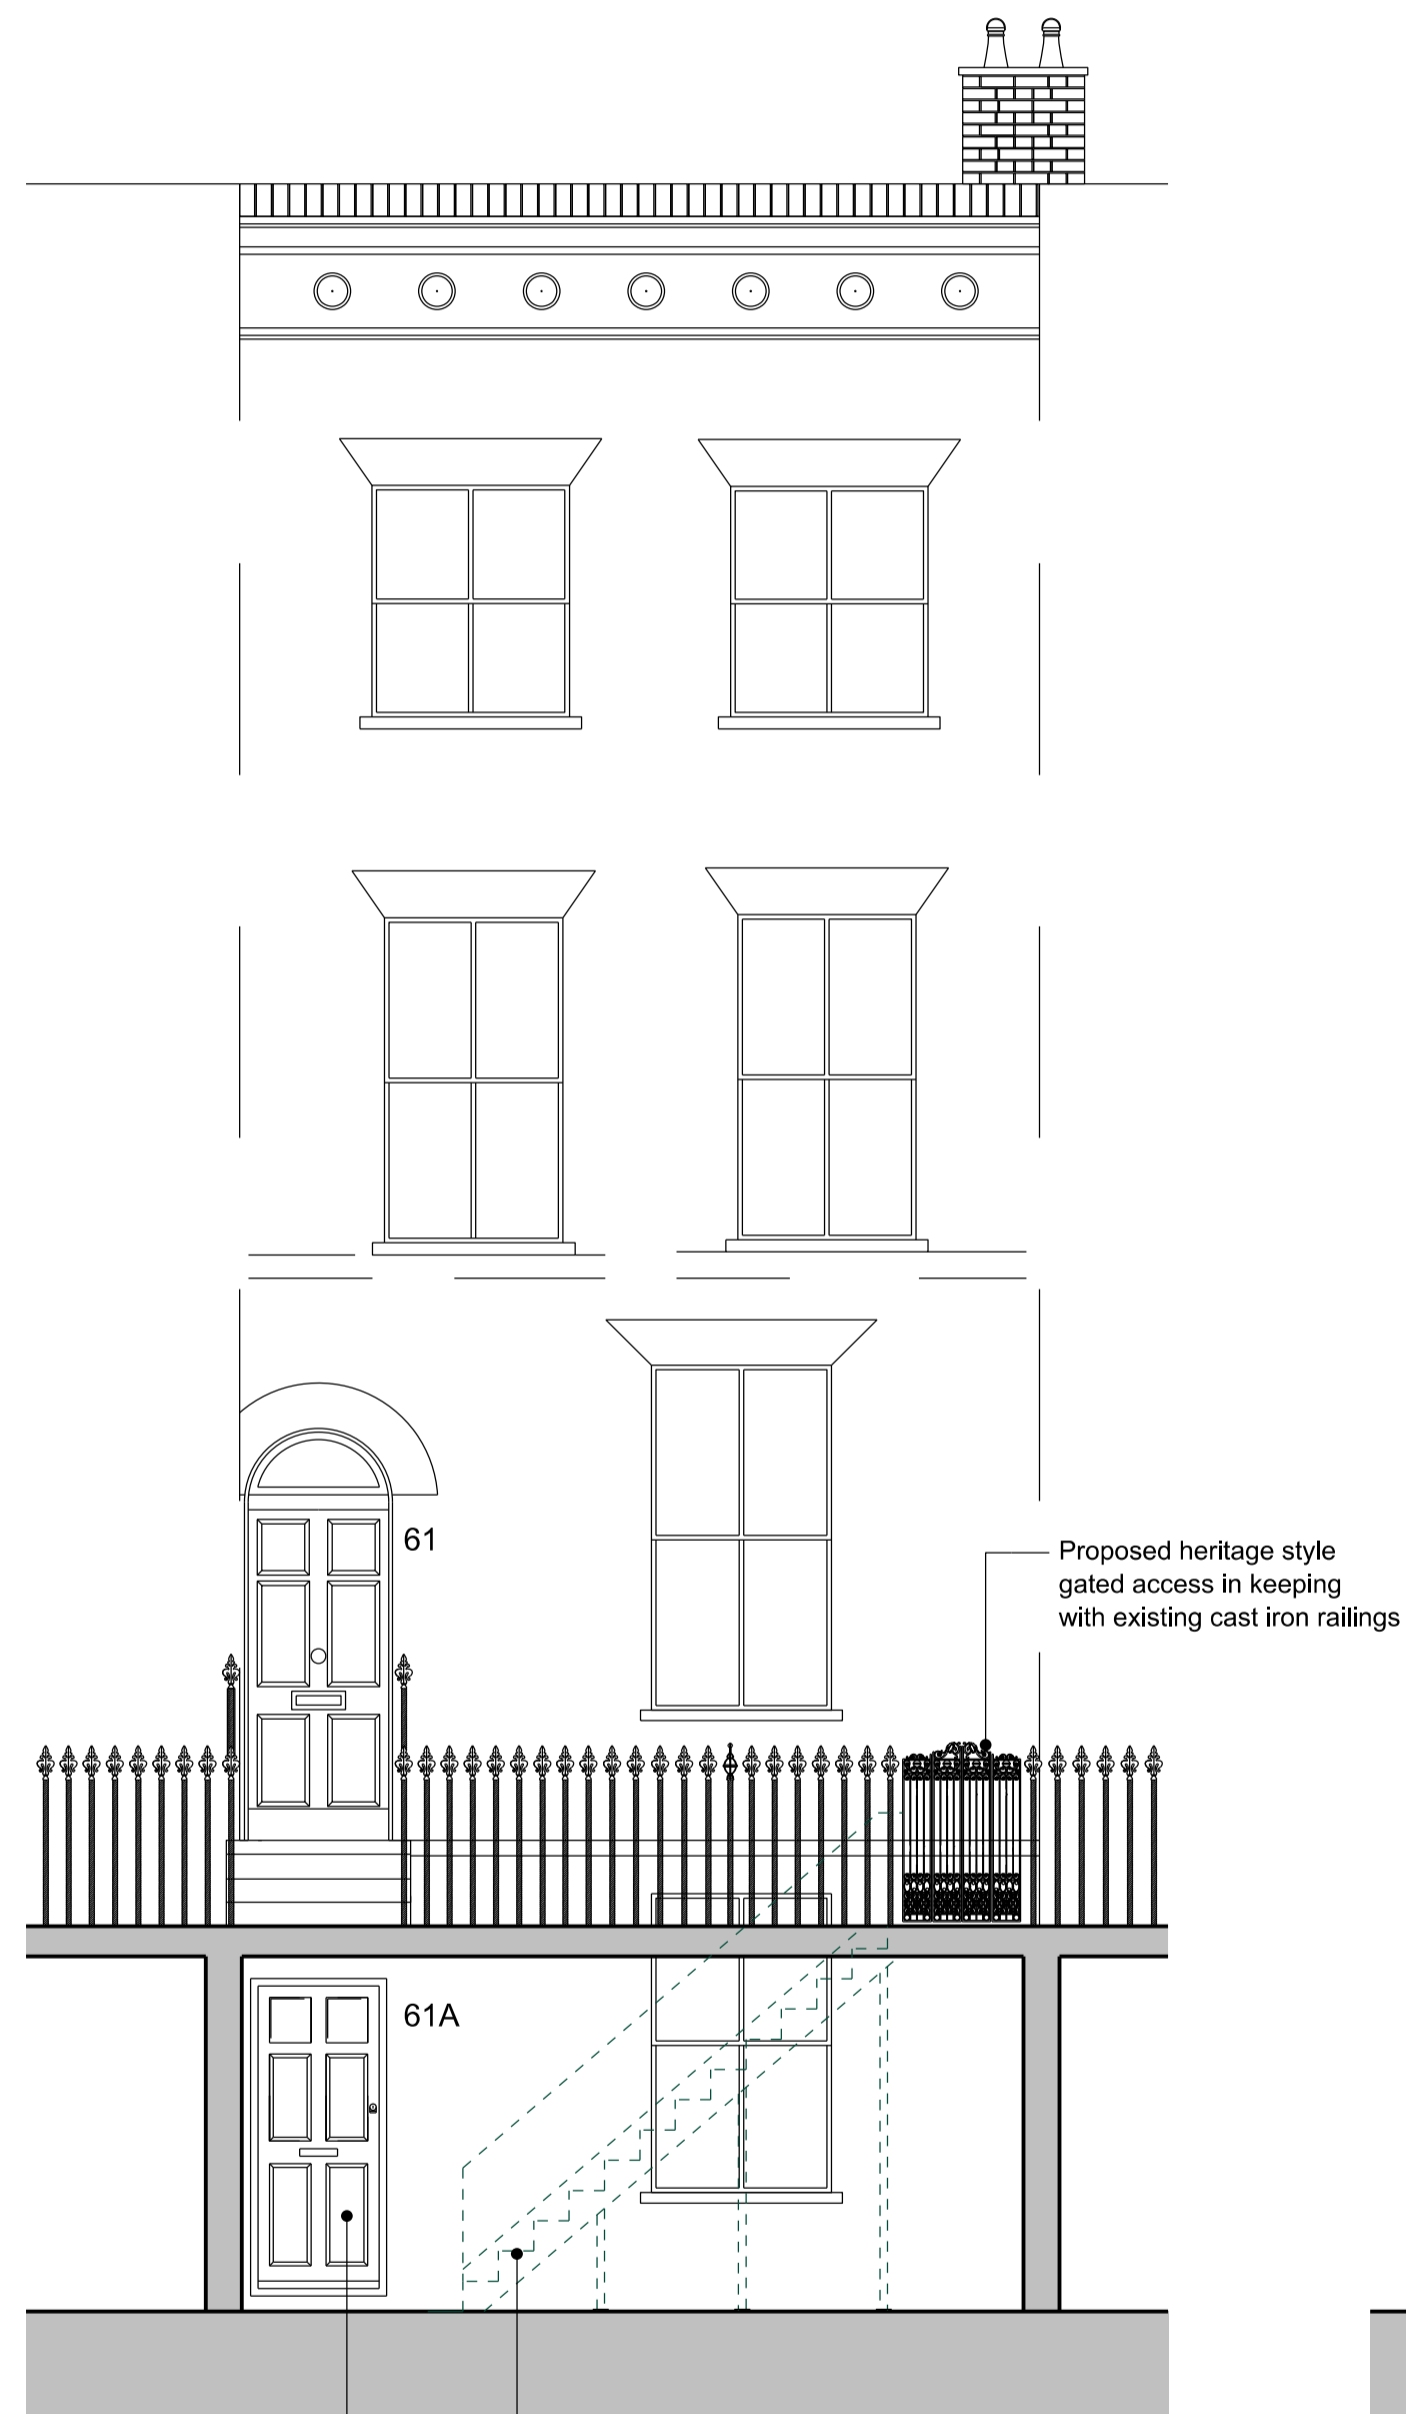 61
Proposed heritage style
gated access in keeping
with existing cast iron railings
61A